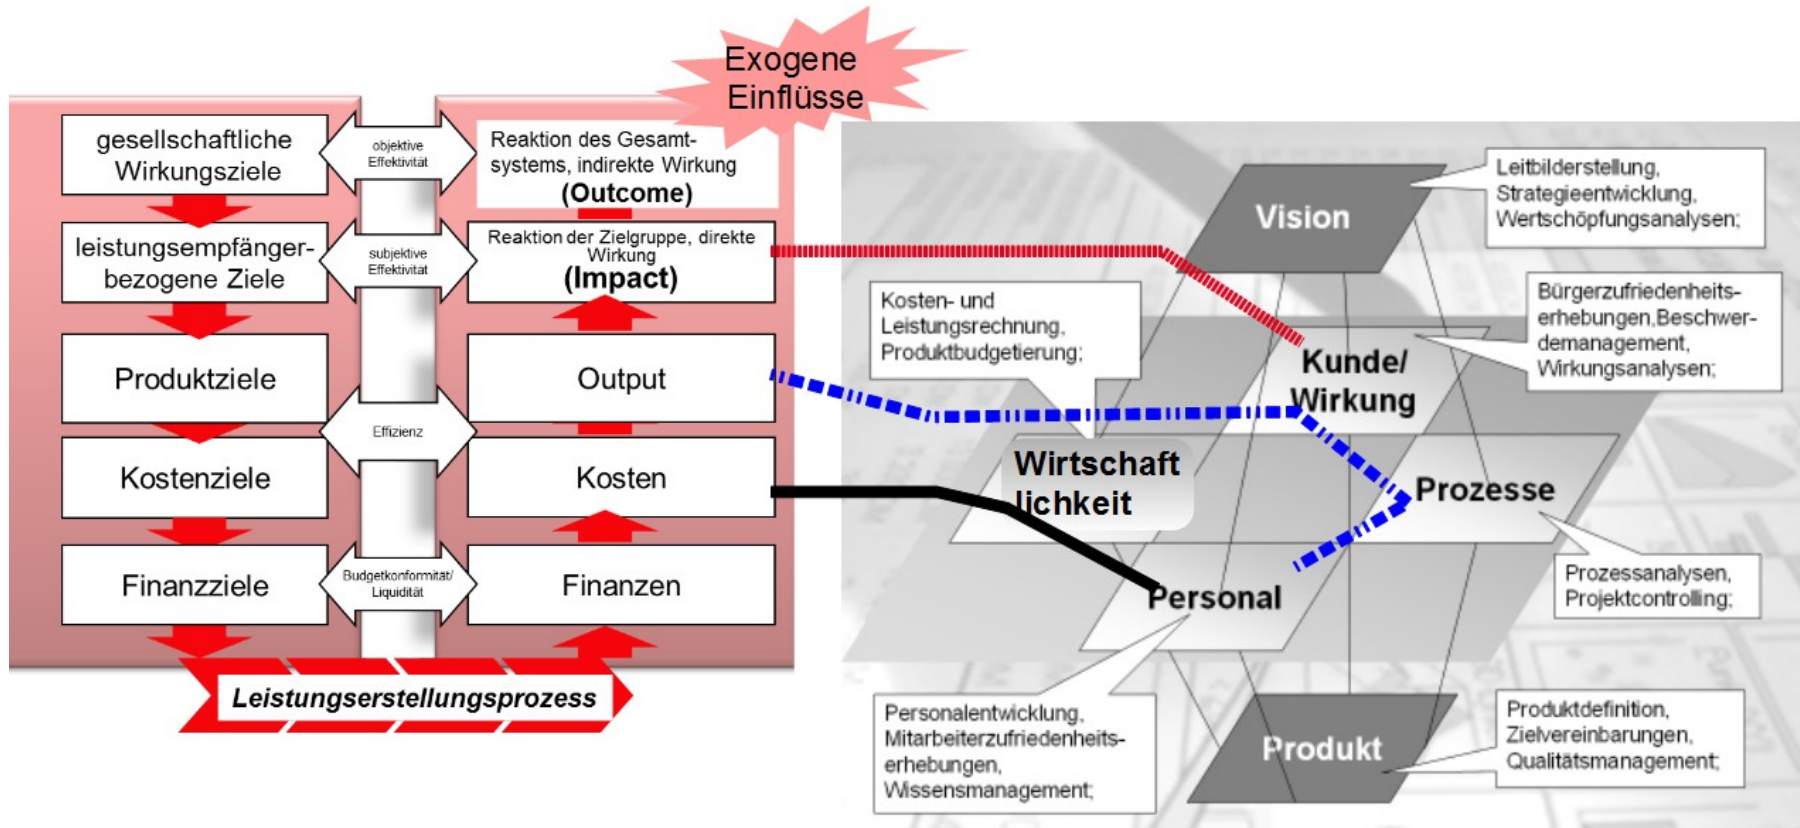 Exogene
Einflüsse
gesellschaftliche
Wirkungsziele
objektive
Effektivität
Reaktion des Gesamt-
systems, indirekte Wirkung
(Outcome)
leistungsempfänger-
bezogene Ziele
subjektive
Effektivität
Reaktion der Zielgruppe, direkte
Wirkung
(Impact)
Produktziele
Output
Effizienz
Kostenziele
Kosten
Finanzziele
Budgetkonformität/
Liquidität
Finanzen
Leistungserstellungsprozess
Vision
Leitbilderstellung,
Strategieentwicklung,
Wertschöpfungsanalysen;
Kosten- und
Leistungsrechnung,
Produktbudgetierung;
Bürgerzufriedenheits-
erhebungen,Beschwer-
demanagement,
Wirkungsanalysen;
Kunde/
Wirkung
Wirtschaft
lichkeit
Prozesse
Prozessanalysen,
Projektcontrolling;
Personal
Personalentwicklung,
Mitarbeiterzufriedenheits-
erhebungen,
Wissensmanagement;
Produkt
Produktdefinition,
Zielvereinbarungen,
Qualitätsmanagement;